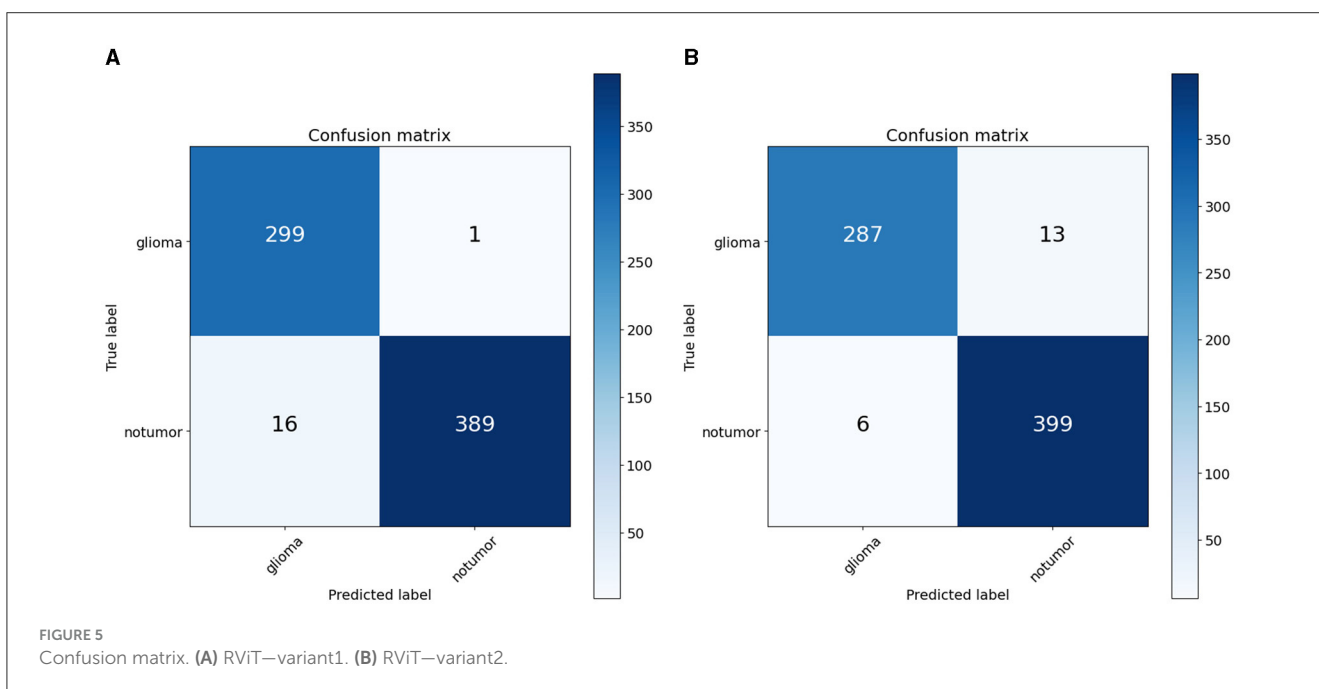 A
Confusion matrix
350
300
250
200
150
100
50
True label
glioma
notumor
299 1
16 389
glioma notumor
Predicted label
B
Confusion matrix
350
300
250
200
150
100
50
True label
glioma
notumor
287 13
6 399
glioma notumor
Predicted label
FIGURE 5
Confusion matrix. (A) RViT—variant1. (B) RViT—variant2.